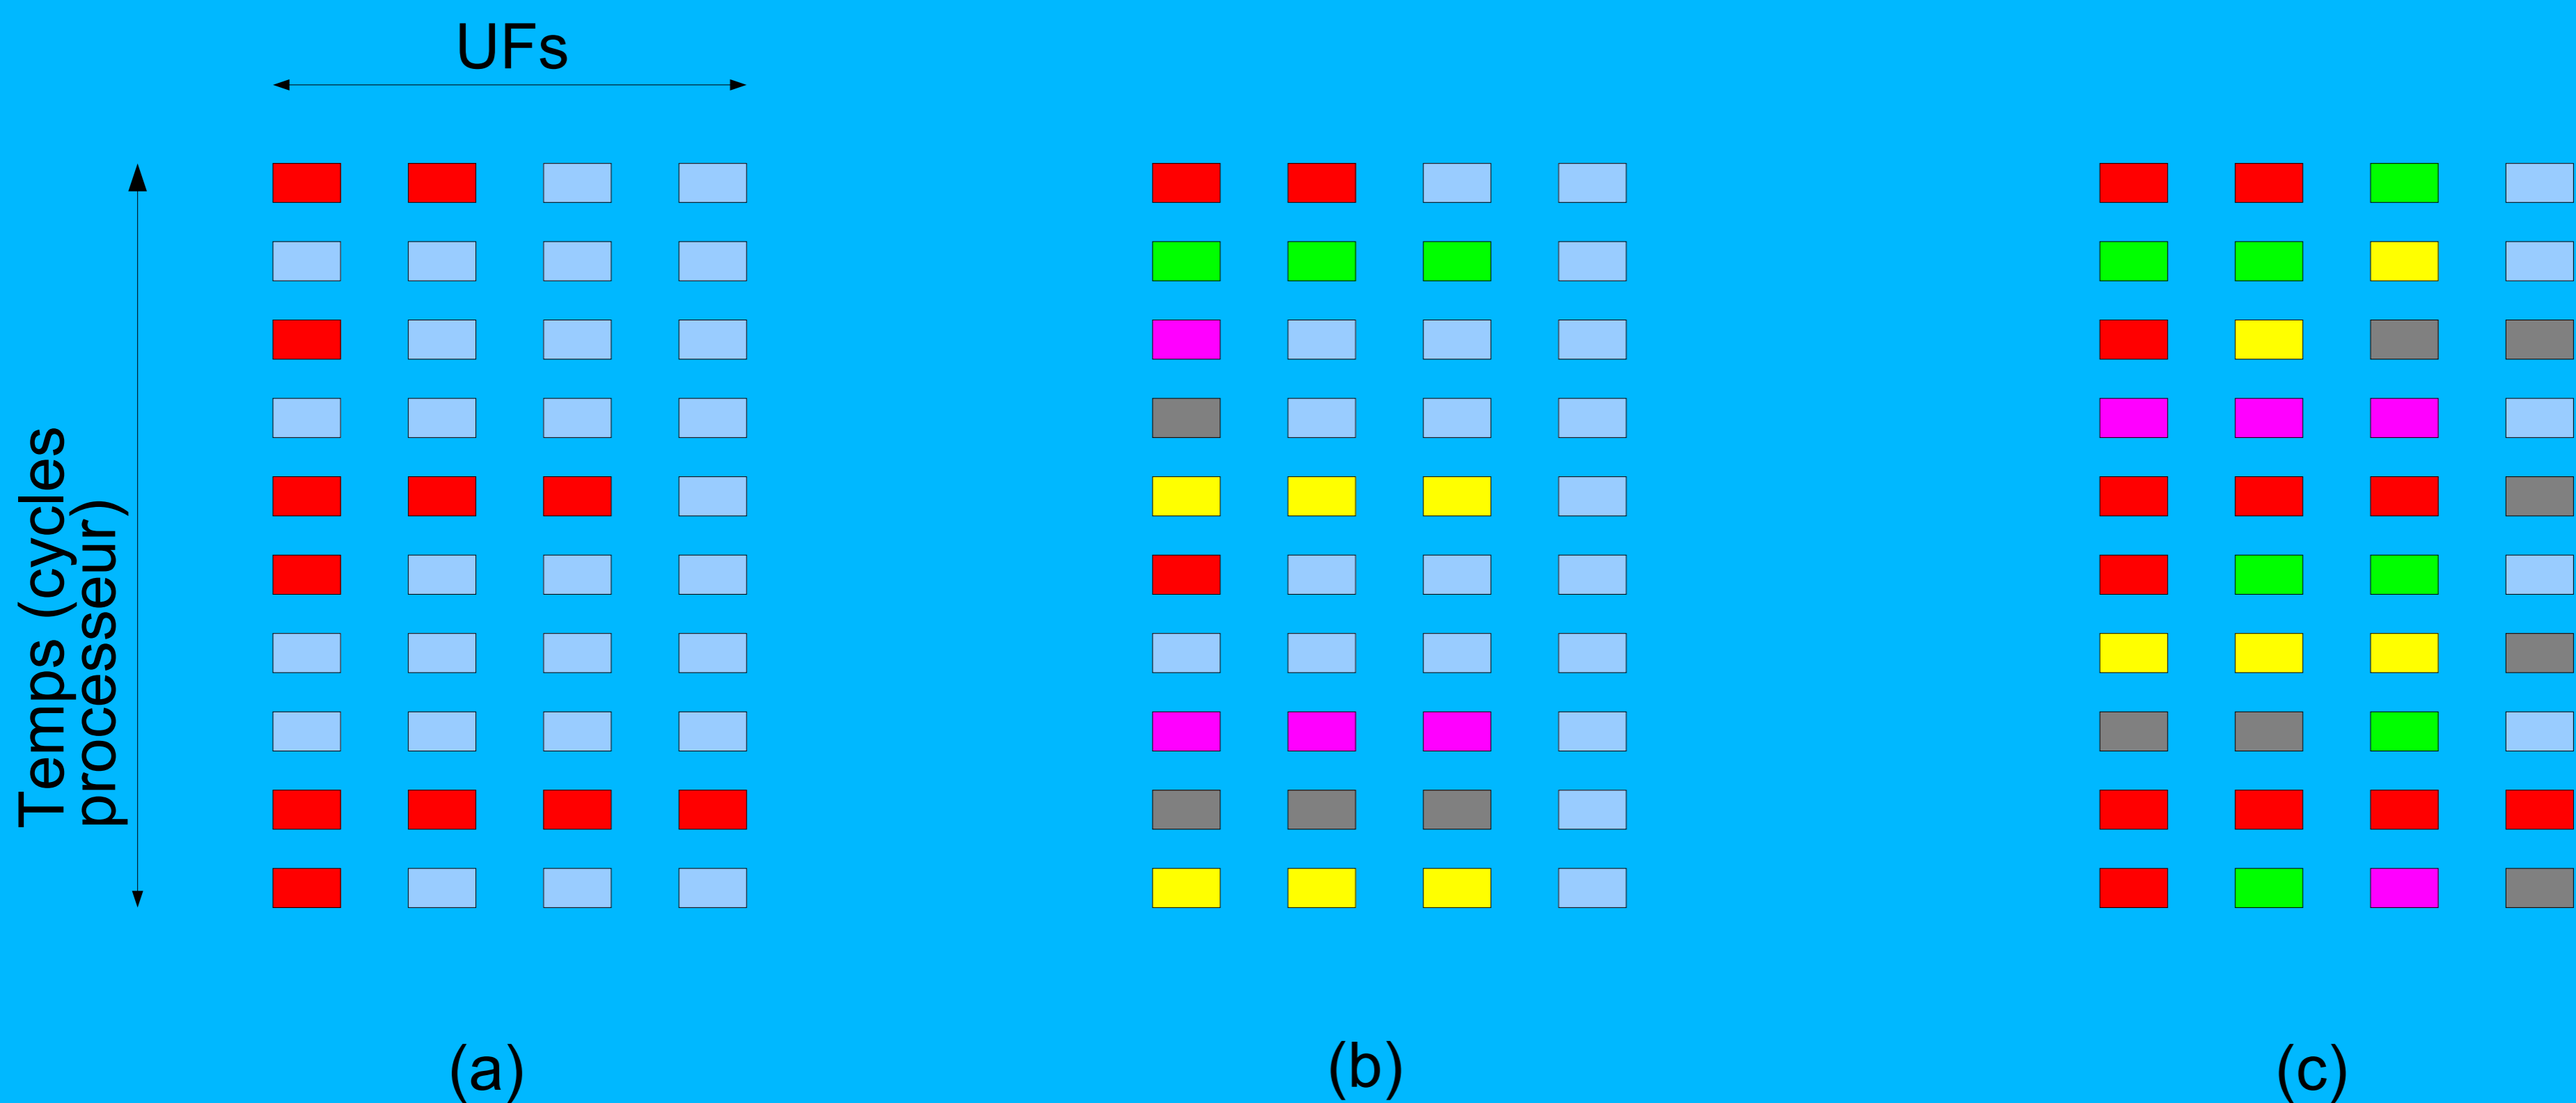 UFs
Temps (cycles
processeur)
(a)
(b)
(c)